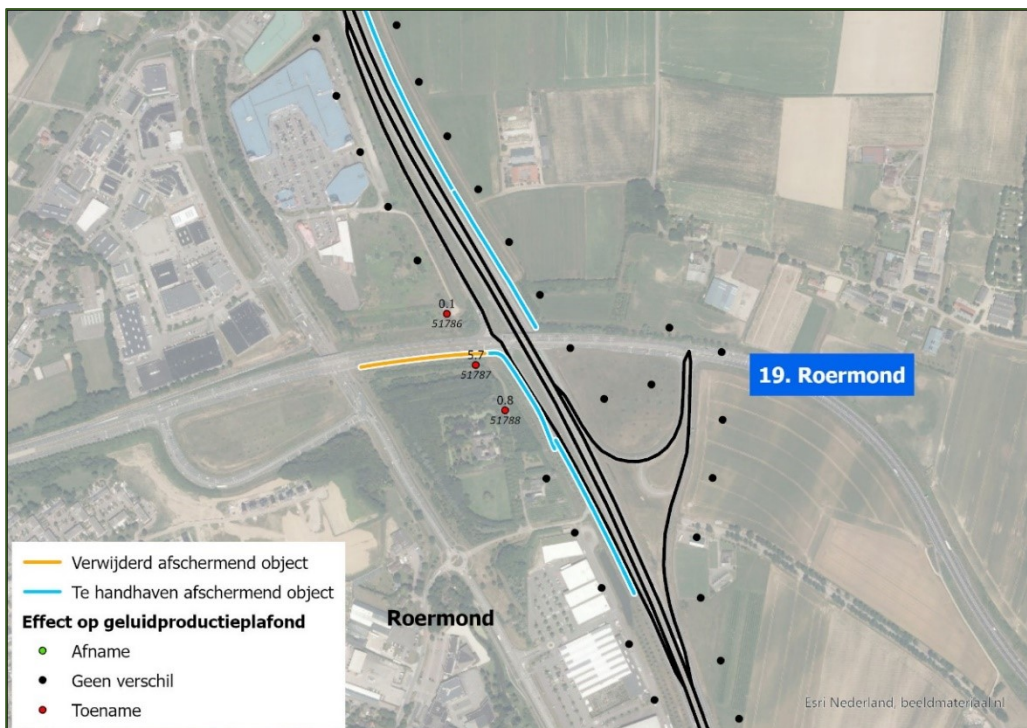 0.1
51786
5.7
51787
19. Roermond
0.8
51788
Verwijderd afschermend object
Te handhaven afschermend object
Effect op geluidproductieplafond
Afname
Geen verschil
Toename
Roermond
Esri Nederland, beeldmateriaal.nl